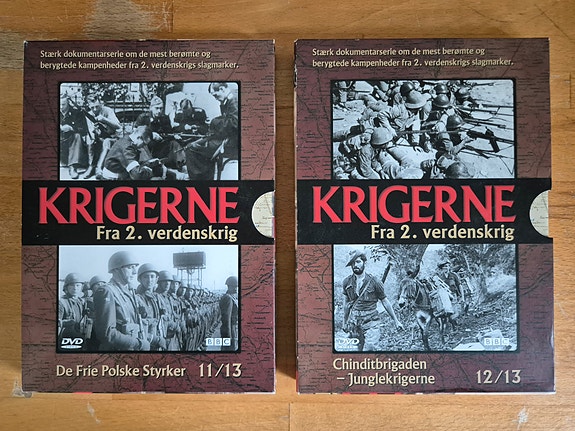 Stærk dokumentarserie om de mest berømte og
berygtede kampenheder fra 2. verdenskrigs slagmarker.
KRIGERNE
Fra 2. verdenskrig
DVD
BBC
De Frie Polske Styrker 11/13
Stærk dokumentarserie om de mest berømte og
berygtede kampenheder fra 2. verdenskrigs slagmarker.
KRIGERNE
Fra 2. verdenskrig
DVD
BBC
Chinditbrigaden
– Junglekrigerne 12/13